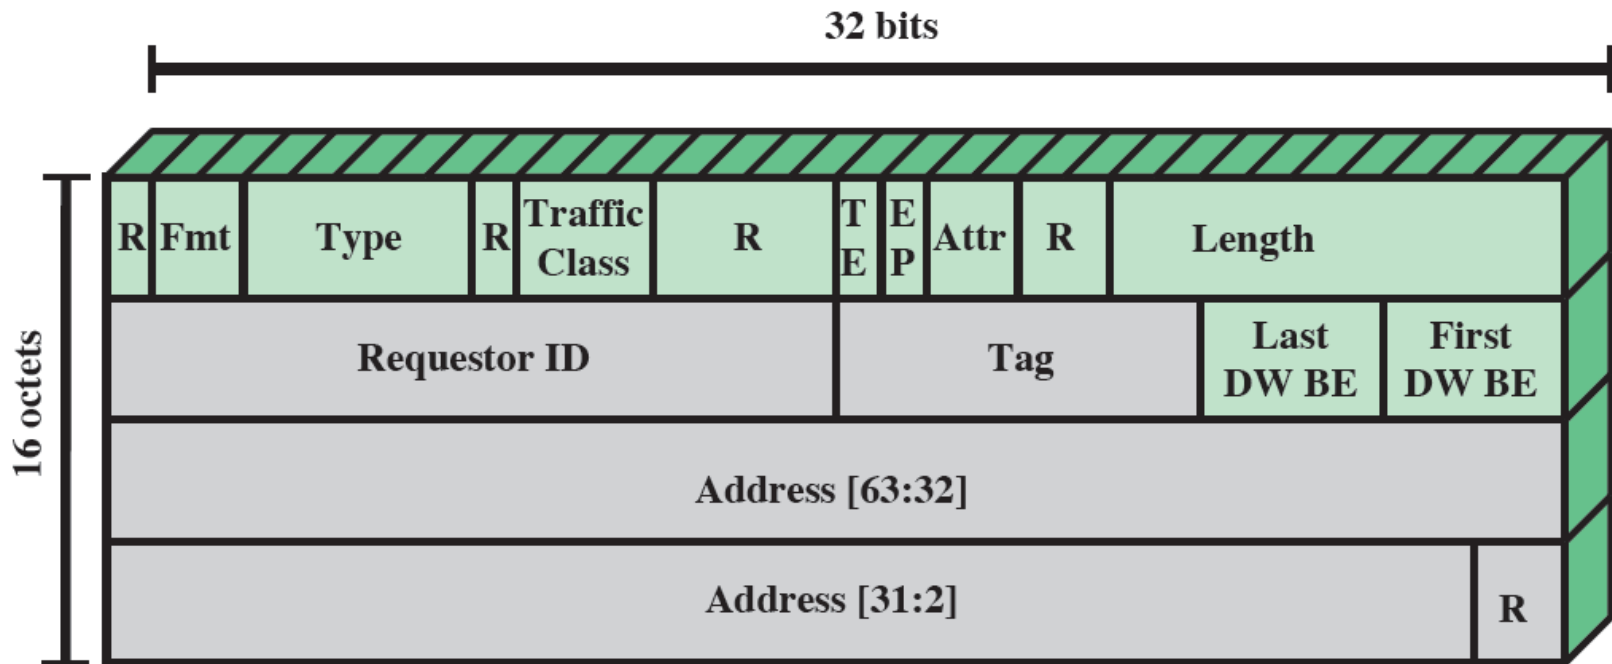 32 bits
16 octets
R
Fmt
Type
R
Traffic
Class
R
T
E
E
P
Attr
R
Length
Requestor ID
Tag
Last
DW BE
First
DW BE
Address [63:32]
Address [31:2]
R